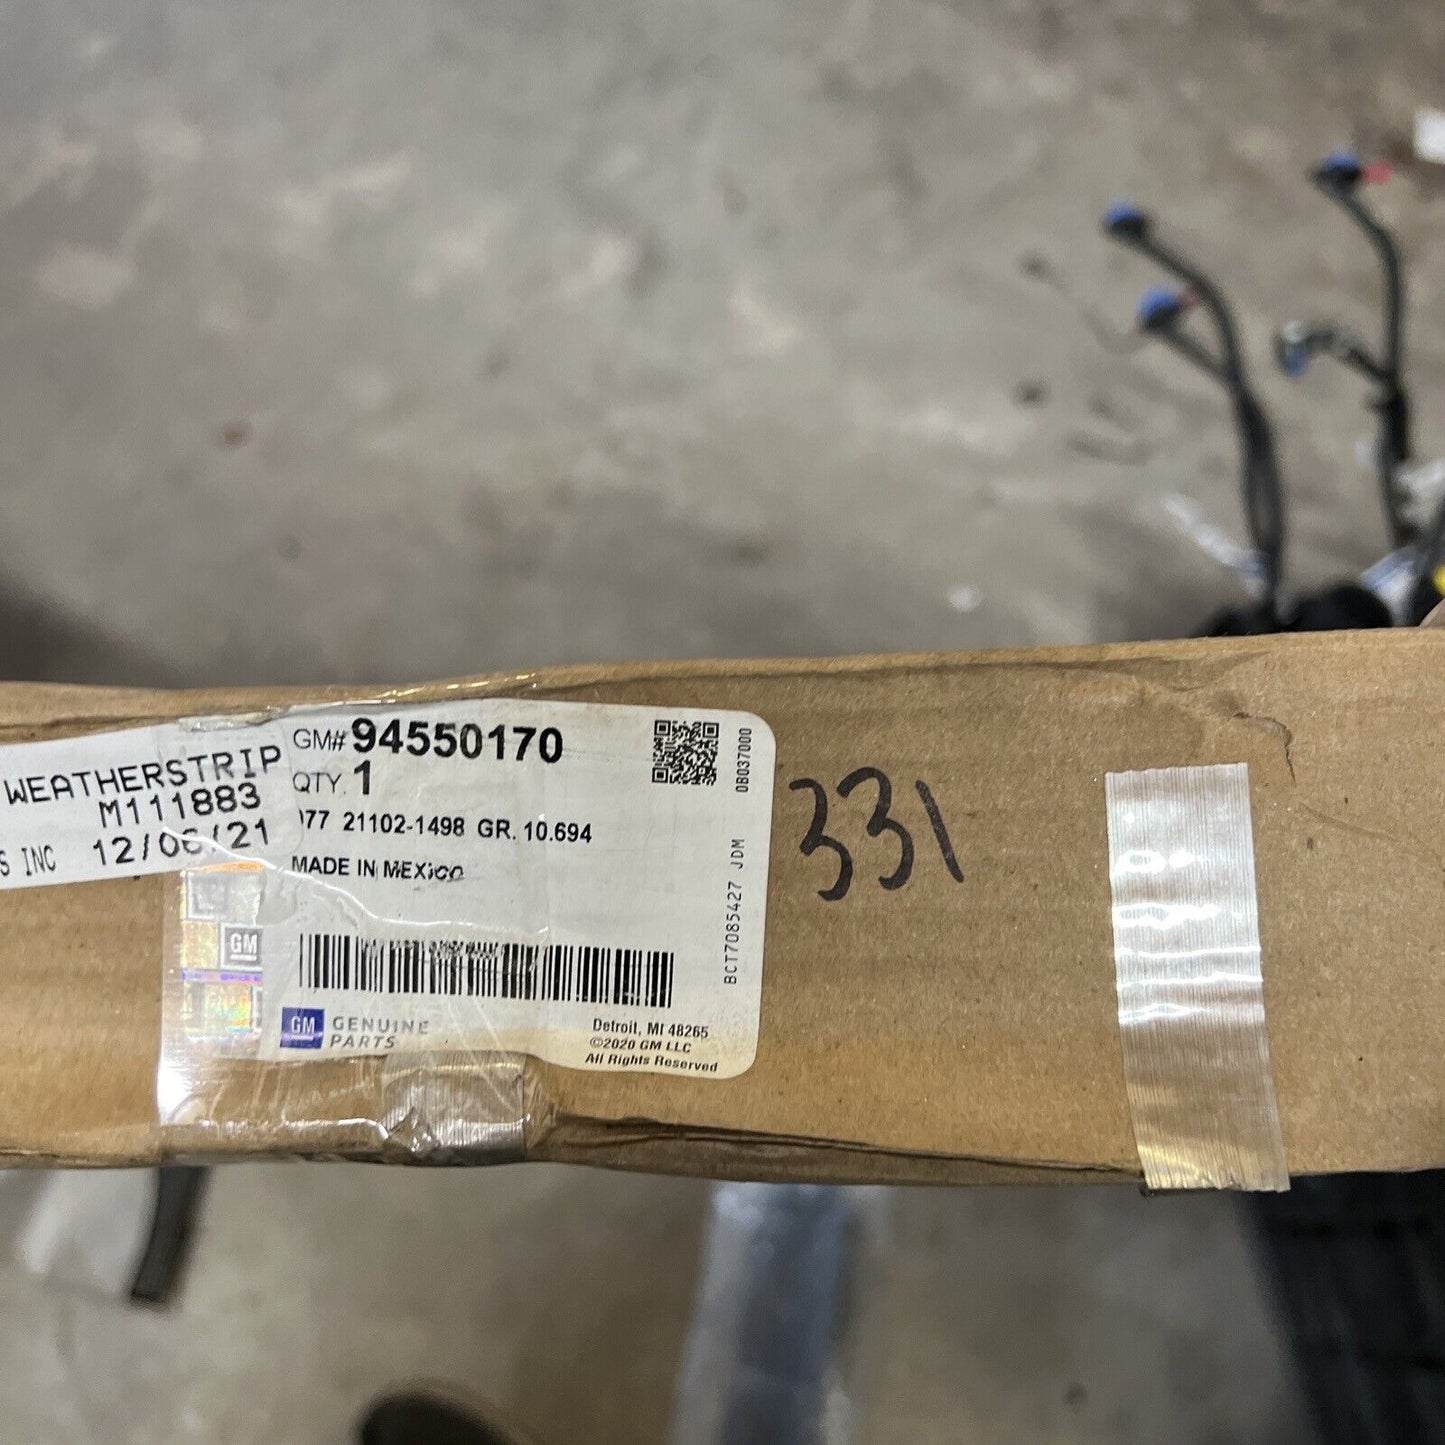 WEATHERSTRIP
M111883
S INC 12/06/21
GM# 94550170
QTY. 1
21102-1498 GR. 10.694
MADE IN MEXICO
0B037000
BCT7085427 JDM
GM
GM GENUINE
PARTS
Detroit, MI 48265
©2020 GM LLC
All Rights Reserved
331